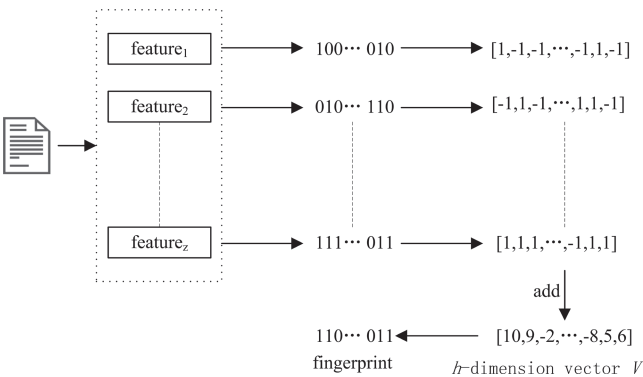 feature₁ 100··· 010 [1,-1,-1,···,-1,1,-1]
feature₂ 010··· 110 [-1,1,-1,···,1,1,-1]
feature_z 111··· 011 [1,1,1,···,-1,1,1]
add
110··· 011 [10,9,-2,···,-8,5,6]
fingerprint h-dimension vector V